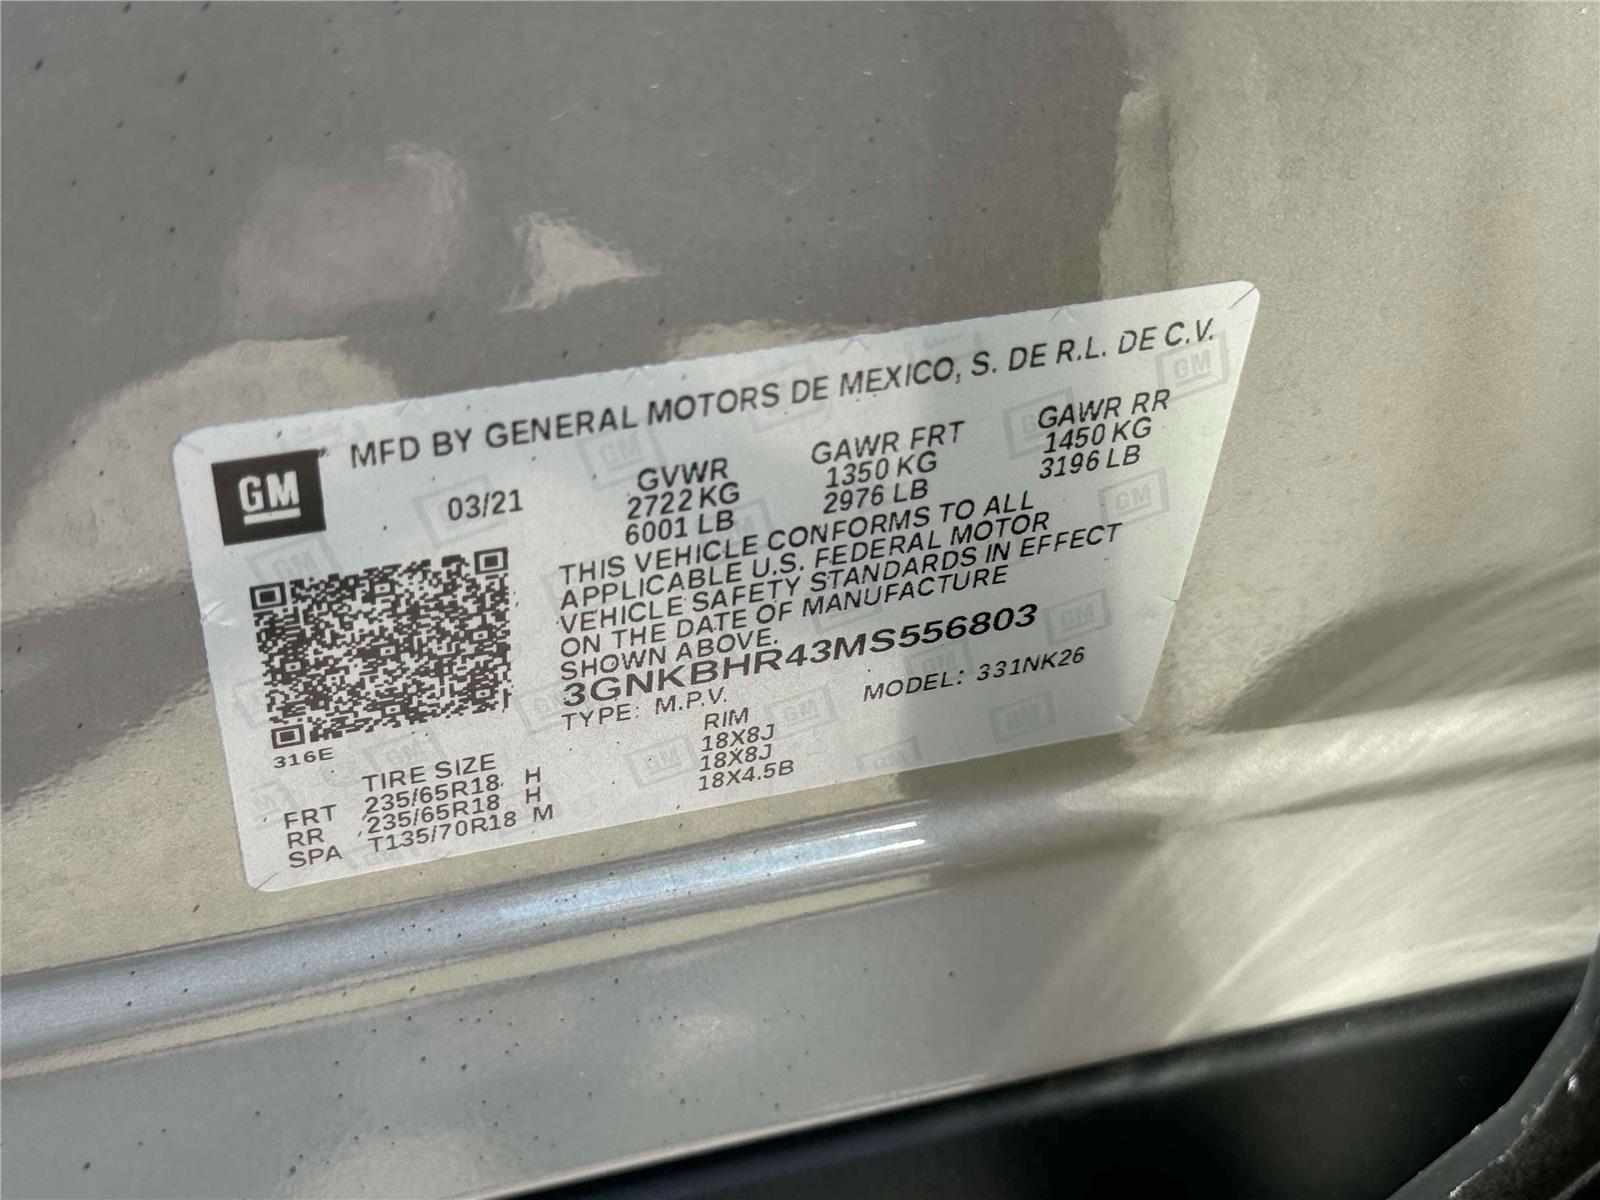 MFD BY GENERAL MOTORS DE MEXICO, S. DE R.L. DE C.V.
GM
03/21
GVWR GAWR FRT GAWR RR
2722 KG 1350 KG 1450 KG
6001 LB 2976 LB 3196 LB
THIS VEHICLE CONFORMS TO ALL
APPLICABLE U.S. FEDERAL MOTOR
VEHICLE SAFETY STANDARDS IN EFFECT
ON THE DATE OF MANUFACTURE
SHOWN ABOVE.
3GNKBHR43MS556803
TYPE: M.P.V. MODEL: 331NK26
316E
TIRE SIZE RIM
FRT 235/65R18 H 18X8J
RR 235/65R18 H 18X8J
SPA T135/70R18 M 18X4.5B